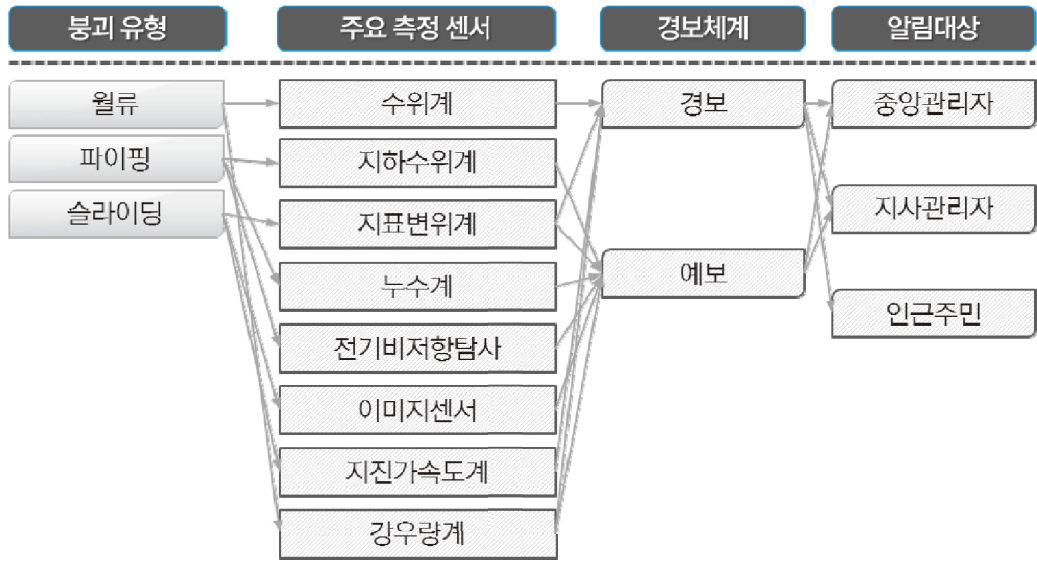 붕괴 유형
주요 측정 센서
경보체계
알림대상
월류
파이핑
슬라이딩
수위계
지하수위계
지표변위계
누수계
전기비저항탐사
이미지센서
지진가속도계
강우량계
경보
예보
중앙관리자
지사관리자
인근주민